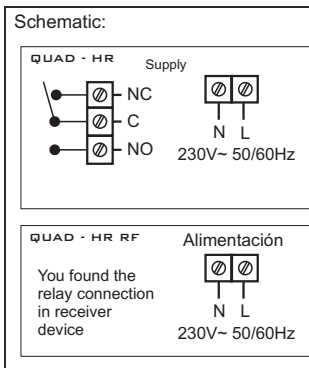 Schematic:
QUAD - HR
Supply
NC
C
NO
N L
230V~ 50/60Hz
QUAD - HR RF
Alimentación
You found the
relay connection
in receiver
device
N L
230V~ 50/60Hz